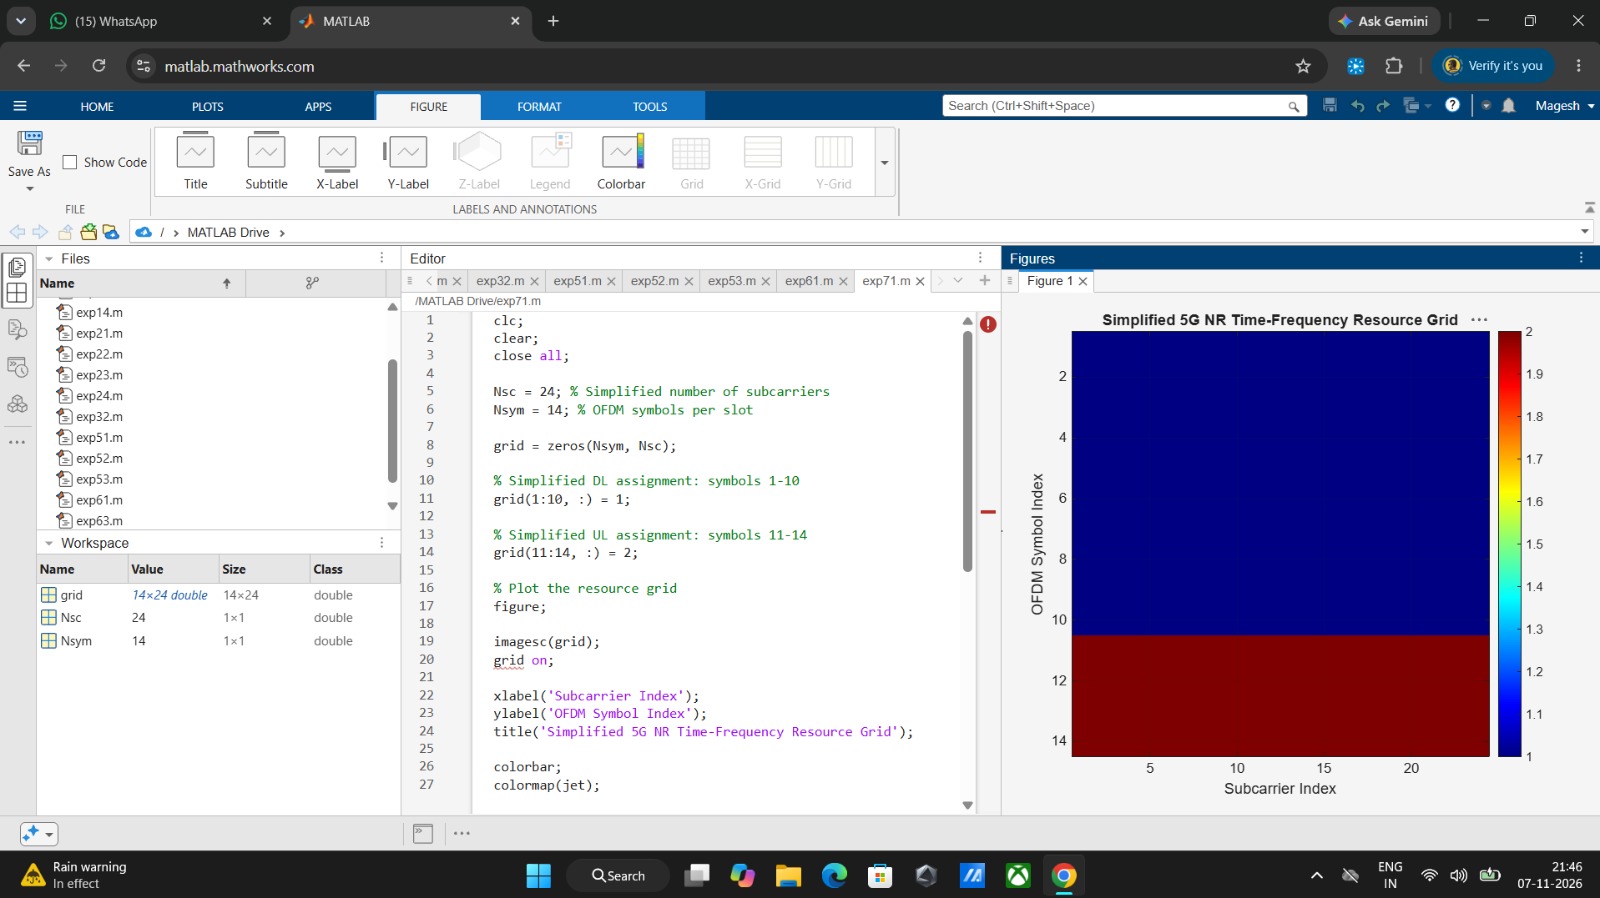 (15) WhatsApp
MATLAB
Ask Gemini
matlab.mathworks.com
Verify it's you
HOME
PLOTS
APPS
FIGURE
FORMAT
TOOLS
Search (Ctrl+Shift+Space)
Magesh
Save As
Show Code
Title
Subtitle
X-Label
Y-Label
Z-Label
Legend
Colorbar
Grid
X-Grid
Y-Grid
FILE
LABELS AND ANNOTATIONS
/ > MATLAB Drive >
Files
Name
exp14.m
exp21.m
exp22.m
exp23.m
exp24.m
exp32.m
exp51.m
exp52.m
exp53.m
exp61.m
exp63.m
Workspace
Name Value Size Class
grid 14×24 double 14×24 double
Nsc 24 1×1 double
Nsym 14 1×1 double
Editor
m exp32.m exp51.m exp52.m exp53.m exp61.m exp71.m
/MATLAB Drive/exp71.m
1 clc;
2 clear;
3 close all;
4
5 Nsc = 24; % Simplified number of subcarriers
6 Nsym = 14; % OFDM symbols per slot
7
8 grid = zeros(Nsym, Nsc);
9
10 % Simplified DL assignment: symbols 1-10
11 grid(1:10, :) = 1;
12
13 % Simplified UL assignment: symbols 11-14
14 grid(11:14, :) = 2;
15
16 % Plot the resource grid
17 figure;
18
19 imagesc(grid);
20 grid on;
21
22 xlabel('Subcarrier Index');
23 ylabel('OFDM Symbol Index');
24 title('Simplified 5G NR Time-Frequency Resource Grid');
25
26 colorbar;
27 colormap(jet);
Figures
Figure 1
Simplified 5G NR Time-Frequency Resource Grid
OFDM Symbol Index
2
4
6
8
10
12
14
5 10 15 20
Subcarrier Index
2
1.9
1.8
1.7
1.6
1.5
1.4
1.3
1.2
1.1
1
Rain warning
In effect
Search
ENG
IN
21:46
07-11-2026